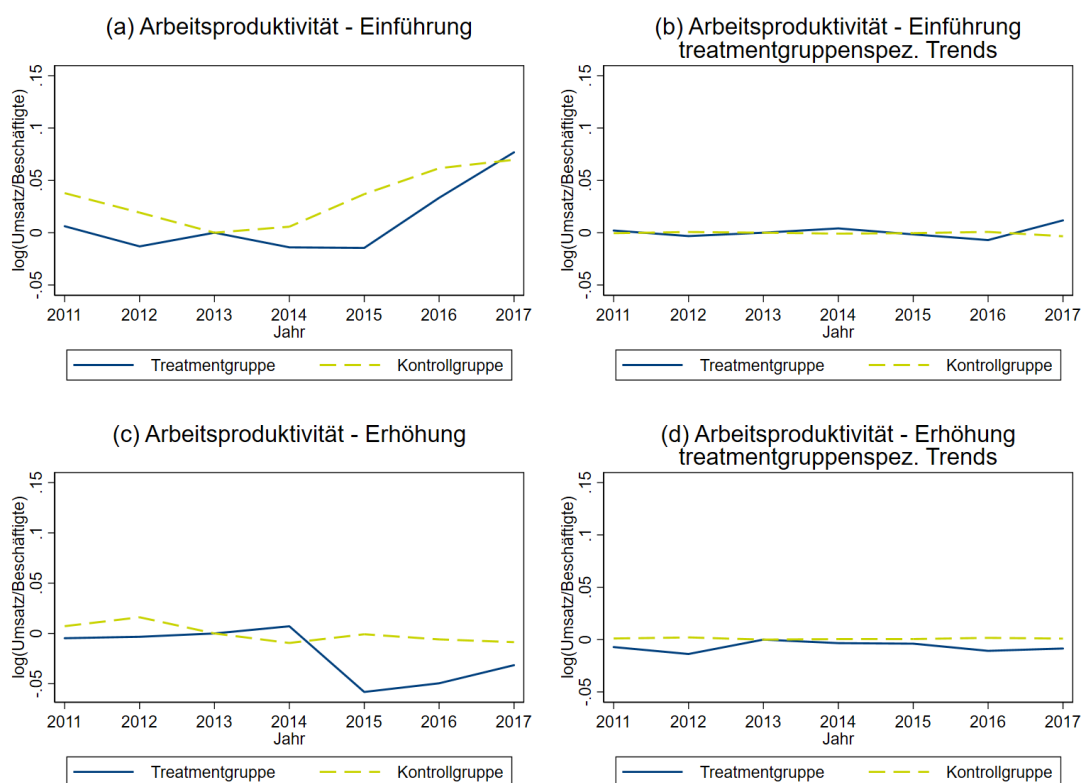 (a) Arbeitsproduktivität - Einführung
log(Umsatz/Beschäftigte)
.15
.1
.05
0
-.05
2011 2012 2013 2014 2015 2016 2017
Jahr
Treatmentgruppe Kontrollgruppe
(b) Arbeitsproduktivität - Einführung
treatmentgruppenspez. Trends
log(Umsatz/Beschäftigte)
.15
.1
.05
0
-.05
2011 2012 2013 2014 2015 2016 2017
Jahr
Treatmentgruppe Kontrollgruppe
(c) Arbeitsproduktivität - Erhöhung
log(Umsatz/Beschäftigte)
.15
.1
.05
0
-.05
2011 2012 2013 2014 2015 2016 2017
Jahr
Treatmentgruppe Kontrollgruppe
(d) Arbeitsproduktivität - Erhöhung
treatmentgruppenspez. Trends
log(Umsatz/Beschäftigte)
.15
.1
.05
0
-.05
2011 2012 2013 2014 2015 2016 2017
Jahr
Treatmentgruppe Kontrollgruppe